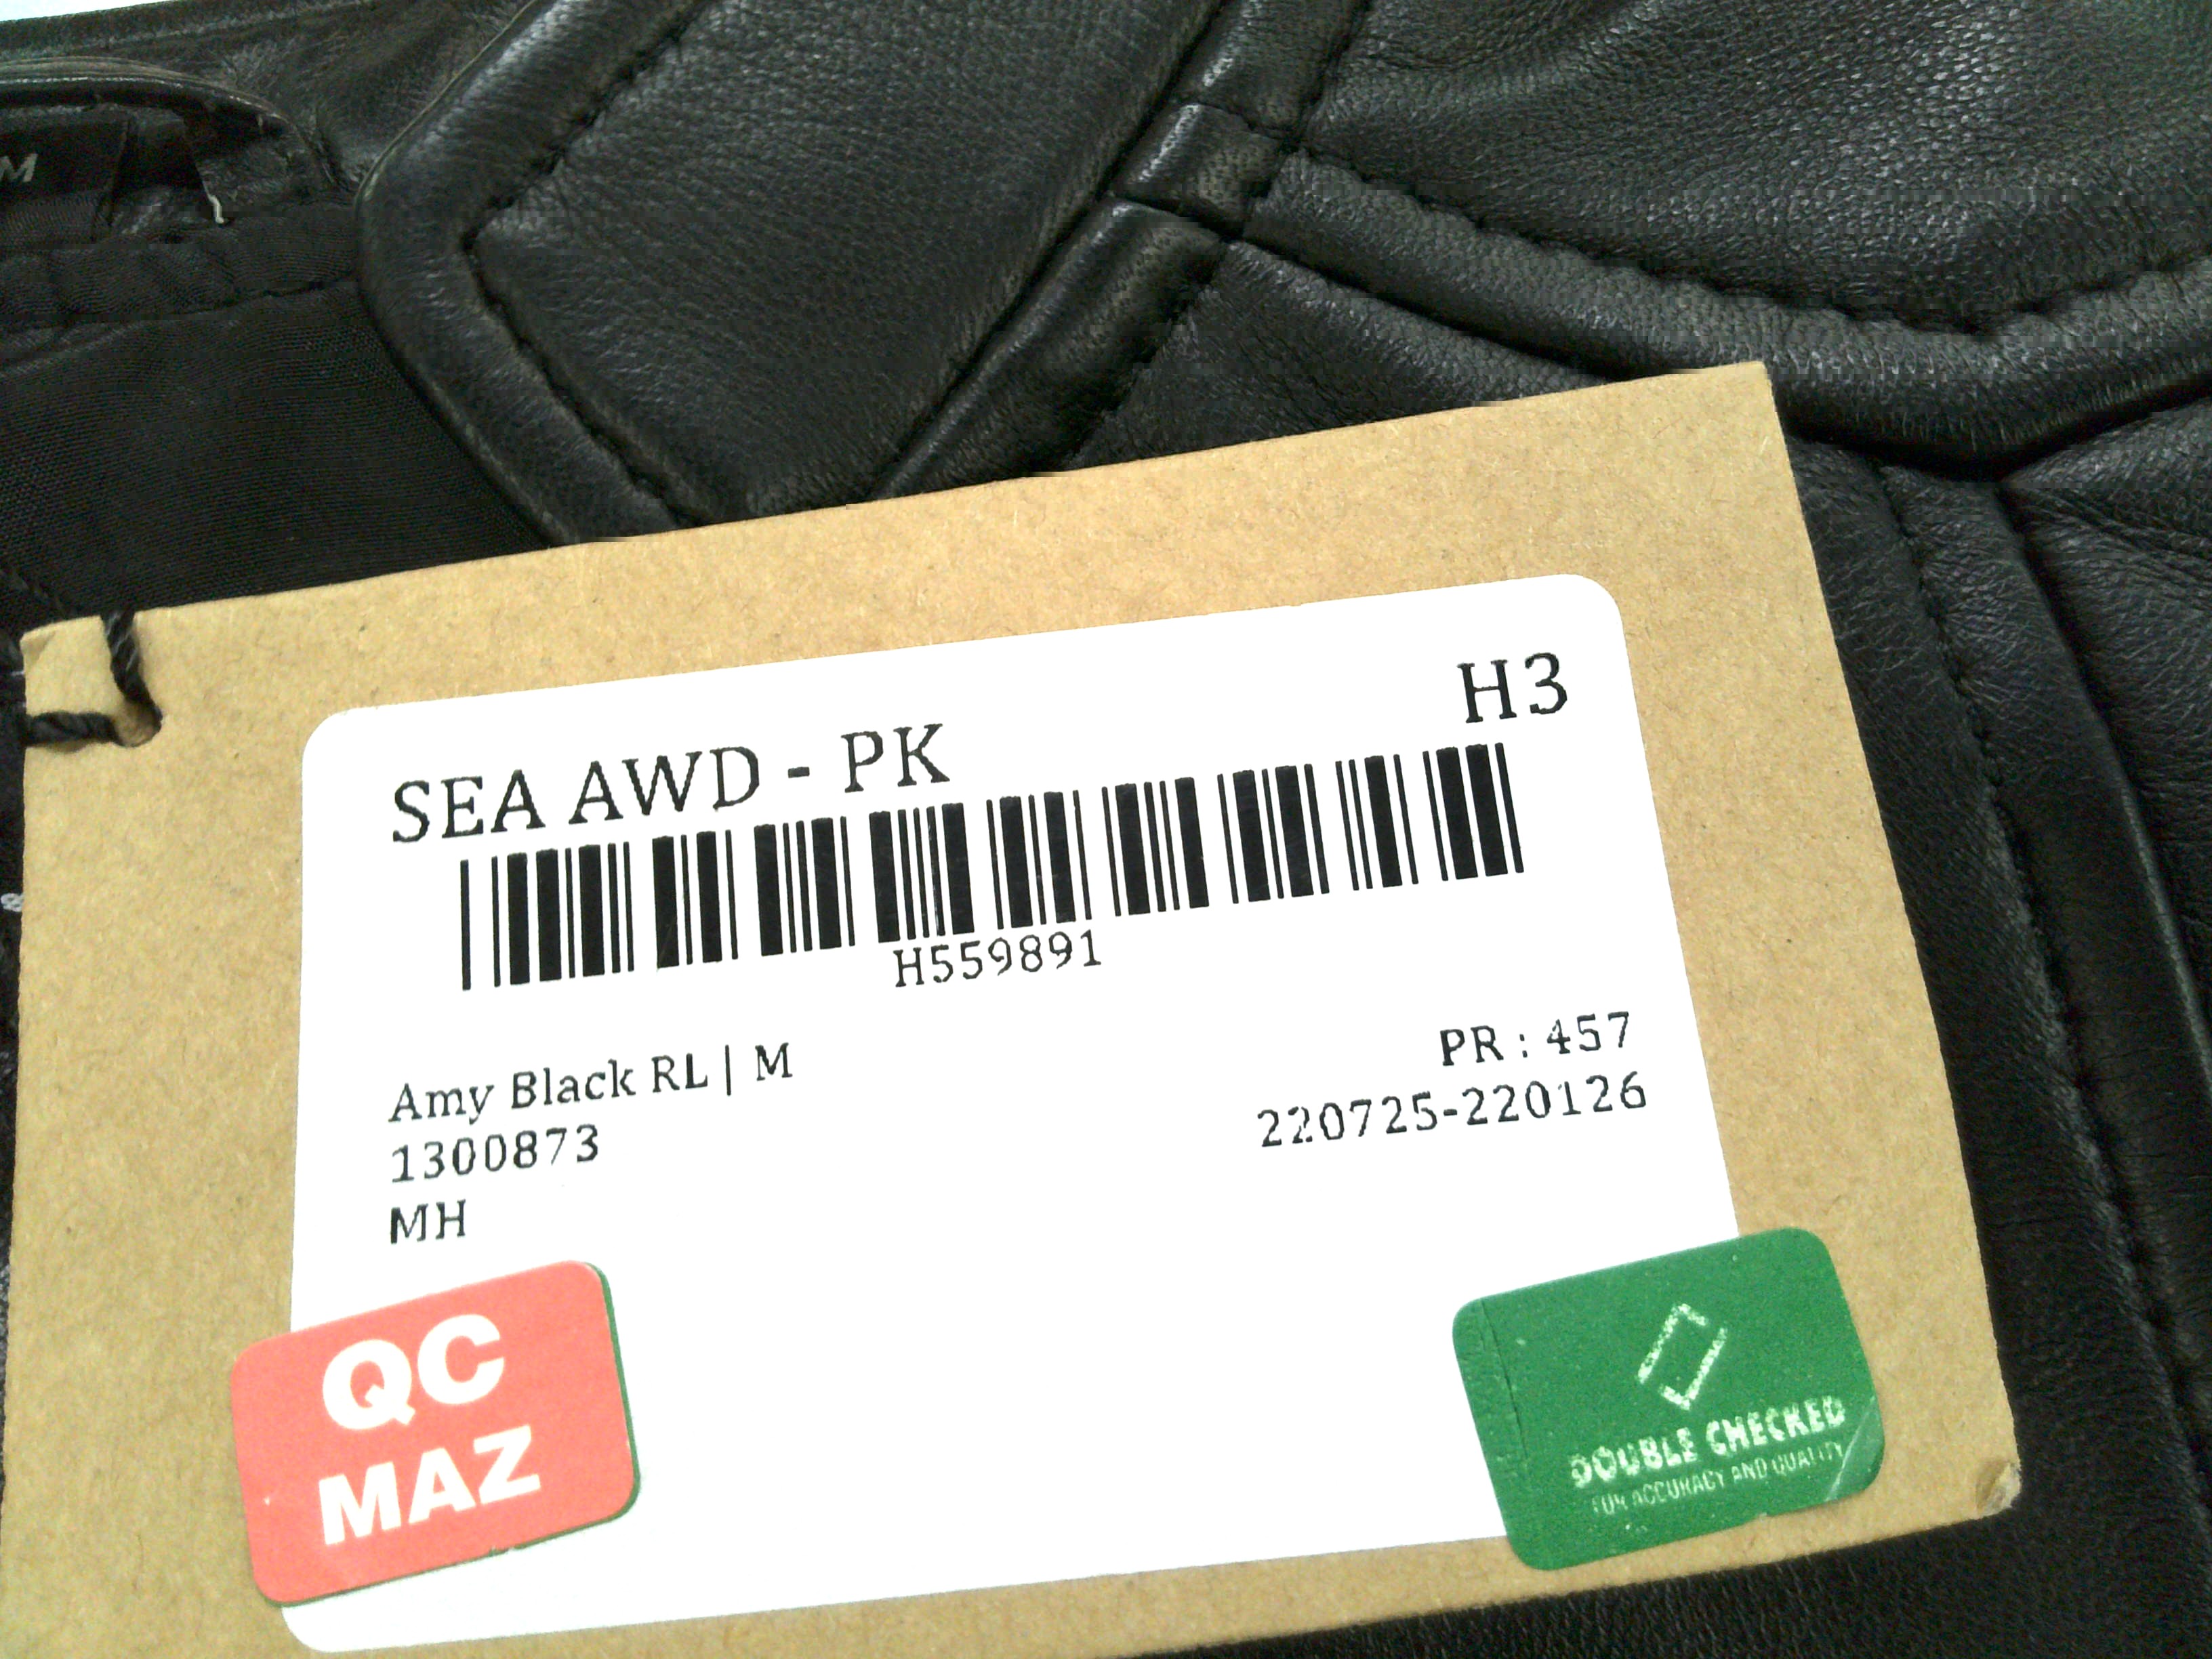 M
H3
SEA AWD - PK
H559891
Amy Black RL | M
PR : 457
1300873
220725-220126
MH
QC
MAZ
DOUBLE CHECKED
FOR ACCURACY AND QUALITY